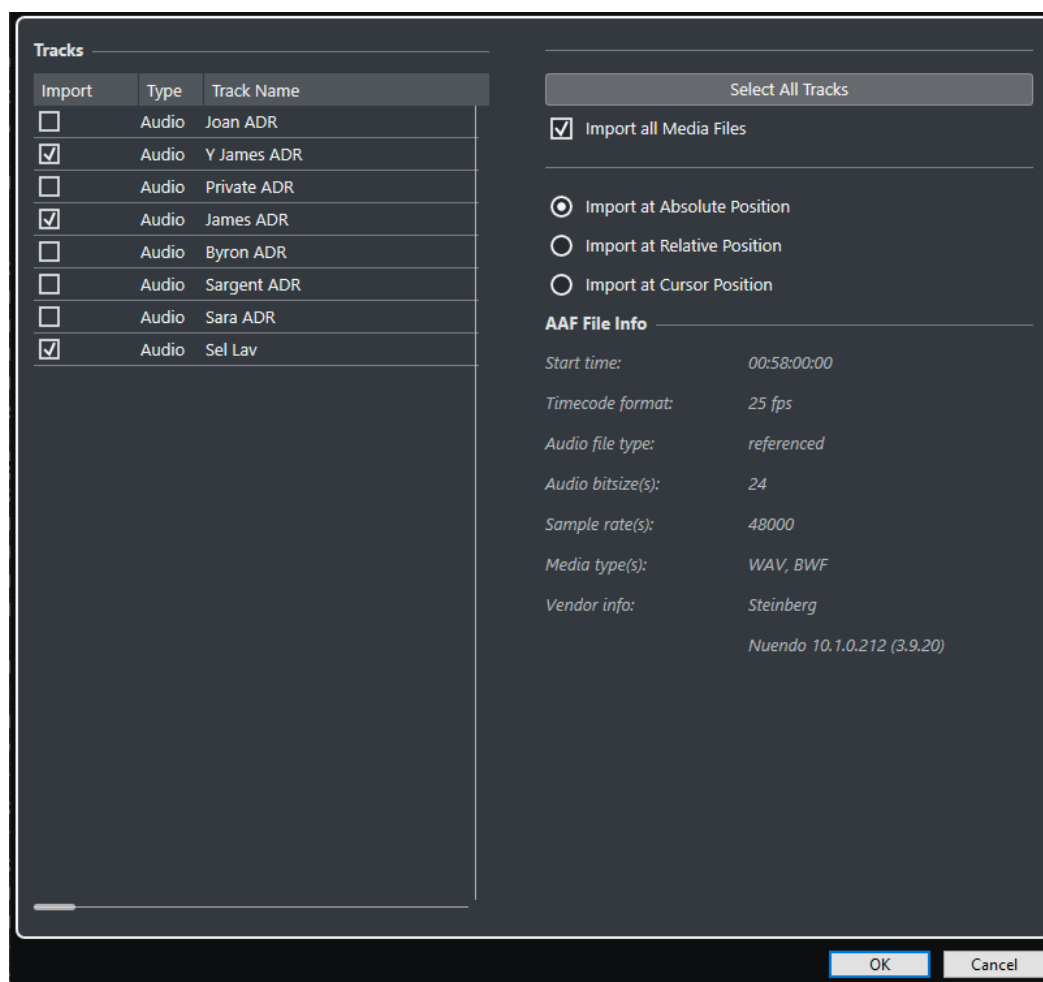 Tracks
Import Type Track Name
Audio Joan ADR
Audio Y James ADR
Audio Private ADR
Audio James ADR
Audio Byron ADR
Audio Sargent ADR
Audio Sara ADR
Audio Sel Lav
Select All Tracks
Import all Media Files
Import at Absolute Position
Import at Relative Position
Import at Cursor Position
AAF File Info
Start time: 00:58:00:00
Timecode format: 25 fps
Audio file type: referenced
Audio bitsize(s): 24
Sample rate(s): 48000
Media type(s): WAV, BWF
Vendor info: Steinberg
Nuendo 10.1.0.212 (3.9.20)
OK Cancel